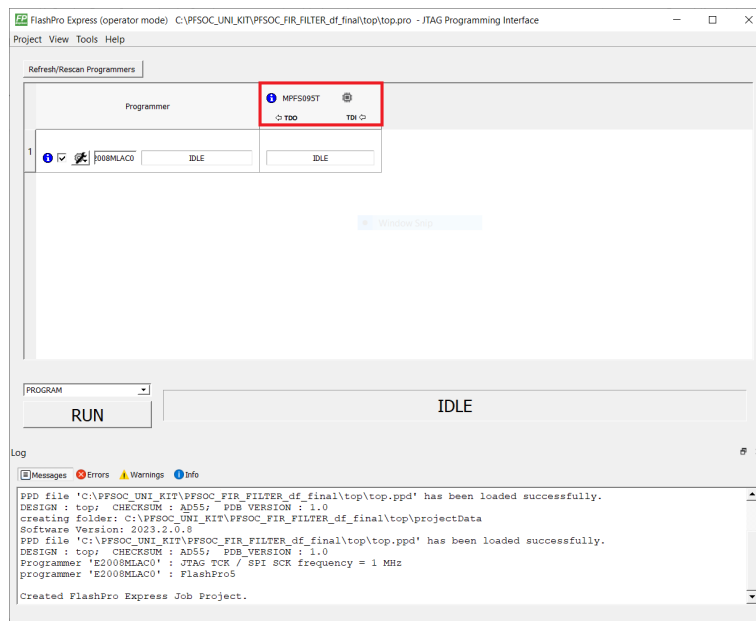 FlashPro Express (operator mode) C:\PFSOC_UNI_KIT\PFSOC_FIR_FILTER_df_final\top\top.pro - JTAG Programming Interface
Project View Tools Help
Refresh/Rescan Programmers
Programmer
MPFS095T
TDO TDI
1
2008MLAC0 IDLE IDLE
Window Snip
PROGRAM
RUN
IDLE
Log
Messages Errors Warnings Info
PPD file 'C:\PFSOC_UNI_KIT\PFSOC_FIR_FILTER_df_final\top\top.ppd' has been loaded successfully.
DESIGN : top; CHECKSUM : AD55; PDB VERSION : 1.0
creating folder: C:\PFSOC_UNI_KIT\PFSOC_FIR_FILTER_df_final\top\projectData
Software Version: 2023.2.0.8
PPD file 'C:\PFSOC_UNI_KIT\PFSOC_FIR_FILTER_df_final\top\top.ppd' has been loaded successfully.
DESIGN : top; CHECKSUM : AD55; PDB_VERSION : 1.0
Programmer 'E2008MLAC0' : JTAG TCK / SPI SCK frequency = 1 MHz
programmer 'E2008MLAC0' : FlashPro5
Created FlashPro Express Job Project.